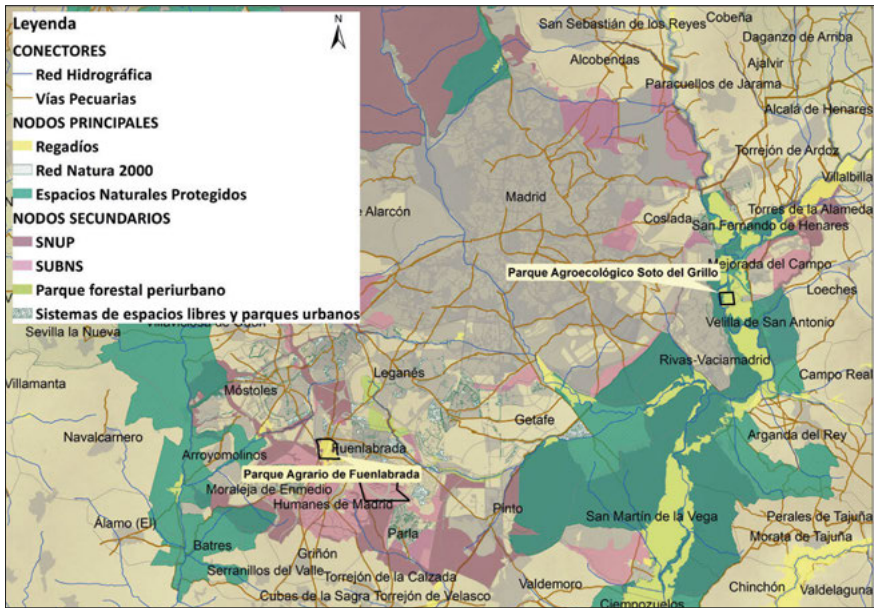 Leyenda
N
CONECTORES
Red Hidrográfica
Vías Pecuarias
NODOS PRINCIPALES
Regadíos
Red Natura 2000
Espacios Naturales Protegidos
NODOS SECUNDARIOS
SNUP
SUBNS
Parque forestal periurbano
Sistemas de espacios libres y parques urbanos
San Sebastián de los Reyes
Cobeña
Daganzo de Arriba
Alcobendas
Ajalvir
Paracuellos de Jarama
Alcalá de Henares
Torrejón de Ardoz
Villalbilla
Madrid
Alarcón
Coslada
Torres de la Alameda
San Fernando de Henares
Mejorada del Campo
Parque Agroecológico Soto del Grillo
Loeches
Velilla de San Antonio
Sevilla la Nueva
Rivas-Vaciamadrid
Campo Real
Villamanta
Leganés
Móstoles
Getafe
Navalcarnero
Arganda del Rey
Fuenlabrada
Arroyomolinos
Parque Agrario de Fuenlabrada
Moraleja de Enmedio
Humanes de Madrid
Pinto
San Martín de la Vega
Perales de Tajuña
Álamo (El)
Parla
Morata de Tajuña
Batres
Griñón
Serranillos del Valle
Torrejón de la Calzada
Valdemoro
Chinchón
Valdelaguna
Cubas de la Sagra
Torrejón de Velasco
Ciempozuelos